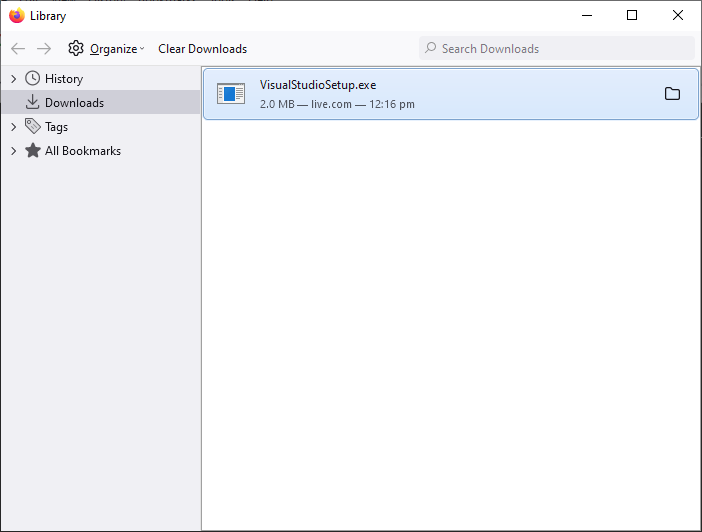 Library
Organize
Clear Downloads
Search Downloads
History
Downloads
Tags
All Bookmarks
VisualStudioSetup.exe
2.0 MB — live.com — 12:16 pm